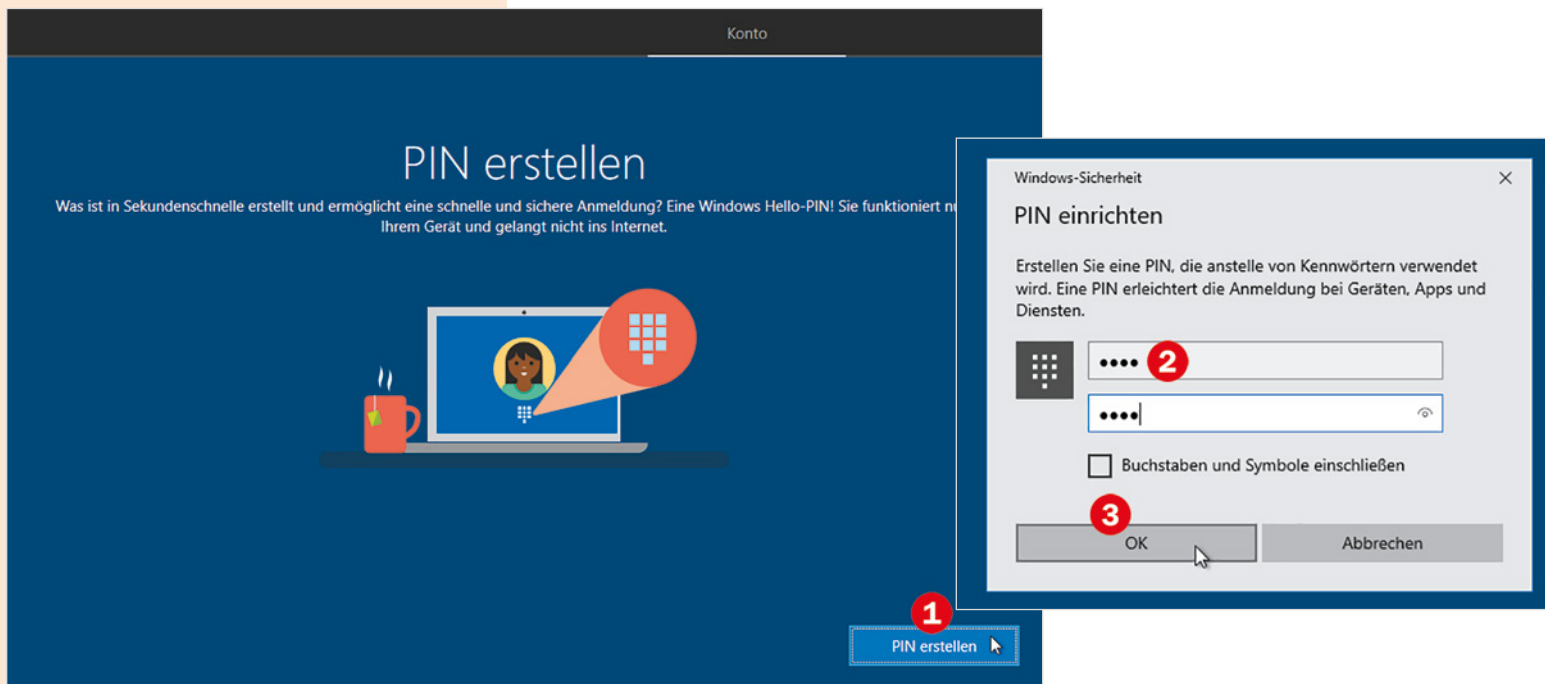 Konto
PIN erstellen
Was ist in Sekundenschnelle erstellt und ermöglicht eine schnelle und sichere Anmeldung? Eine Windows Hello-PIN! Sie funktioniert
Ihrem Gerät und gelangt nicht ins Internet.
1
PIN erstellen
Windows-Sicherheit
PIN einrichten
Erstellen Sie eine PIN, die anstelle von Kennwörtern verwendet
wird. Eine PIN erleichtert die Anmeldung bei Geräten, Apps und
Diensten.
•••• 2
••••
Buchstaben und Symbole einschließen
3
OK
Abbrechen